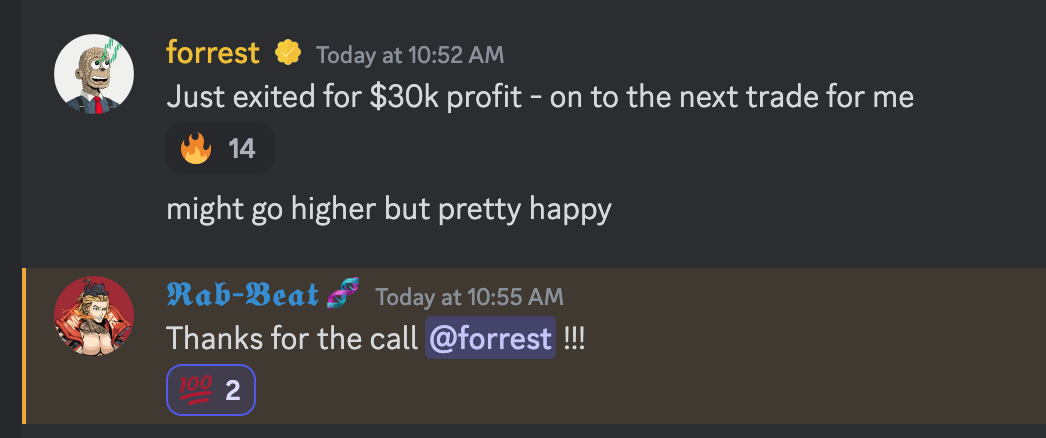 forrest Today at 10:52 AM
Just exited for $30k profit - on to the next trade for me
🔥 14
might go higher but pretty happy
𝕽𝖆𝖇-𝕭𝖊𝖆𝖙🧬 Today at 10:55 AM
Thanks for the call @forrest !!!
💯 2